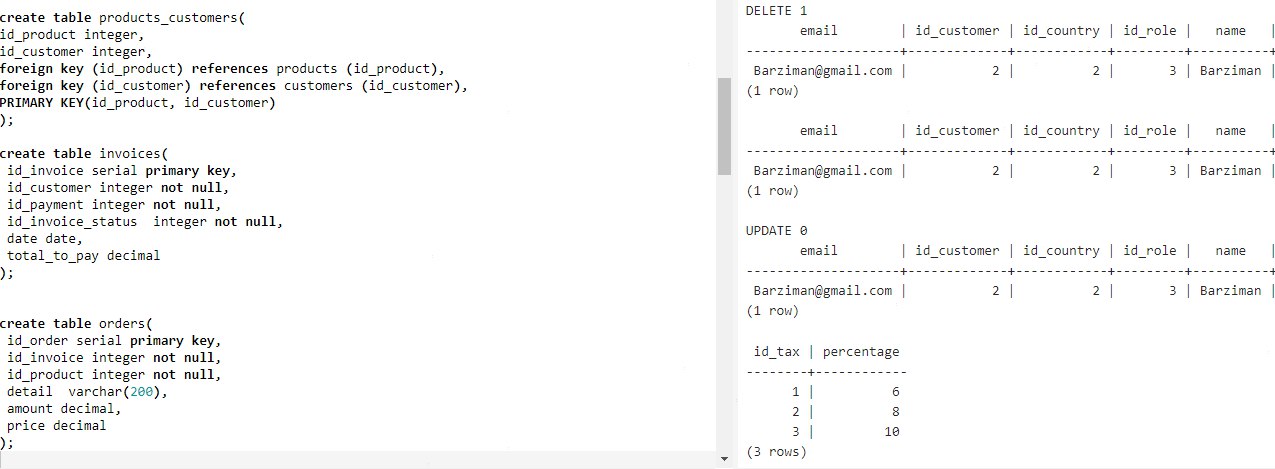 create table products_customers(
id_product integer,
id_customer integer,
foreign key (id_product) references products (id_product),
foreign key (id_customer) references customers (id_customer),
PRIMARY KEY(id_product, id_customer)
);
create table invoices(
id_invoice serial primary key,
id_customer integer not null,
id_payment integer not null,
id_invoice_status  integer not null,
date date,
total_to_pay decimal
);
create table orders(
id_order serial primary key,
id_invoice integer not null,
id_product integer not null,
detail  varchar(200),
amount decimal,
price decimal
);
DELETE 1
email | id_customer | id_country | id_role | name |
--------------------+-------------+------------+---------+----------+
Barziman@gmail.com | 2 | 2 | 3 | Barziman |
(1 row)
email | id_customer | id_country | id_role | name |
--------------------+-------------+------------+---------+----------+
Barziman@gmail.com | 2 | 2 | 3 | Barziman |
(1 row)
UPDATE 0
email | id_customer | id_country | id_role | name |
--------------------+-------------+------------+---------+----------+
Barziman@gmail.com | 2 | 2 | 3 | Barziman |
(1 row)
id_tax | percentage
--------+------------
1 | 6
2 | 8
3 | 10
(3 rows)